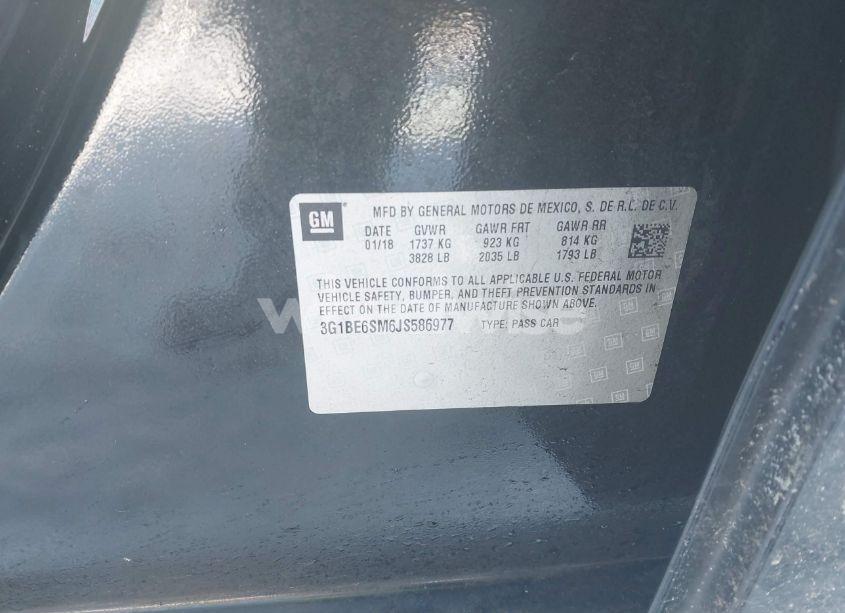 GM
MFD BY GENERAL MOTORS DE MEXICO, S. DE R.L. DE C.V.
DATE GVWR GAWR FRT GAWR RR
01/18 1737 KG 923 KG 814 KG
3828 LB 2035 LB 1793 LB
THIS VEHICLE CONFORMS TO ALL APPLICABLE U.S. FEDERAL MOTOR
VEHICLE SAFETY, BUMPER, AND THEFT PREVENTION STANDARDS IN
EFFECT ON THE DATE OF MANUFACTURE SHOWN ABOVE.
3G1BE6SM6JS586977 TYPE: PASS CAR